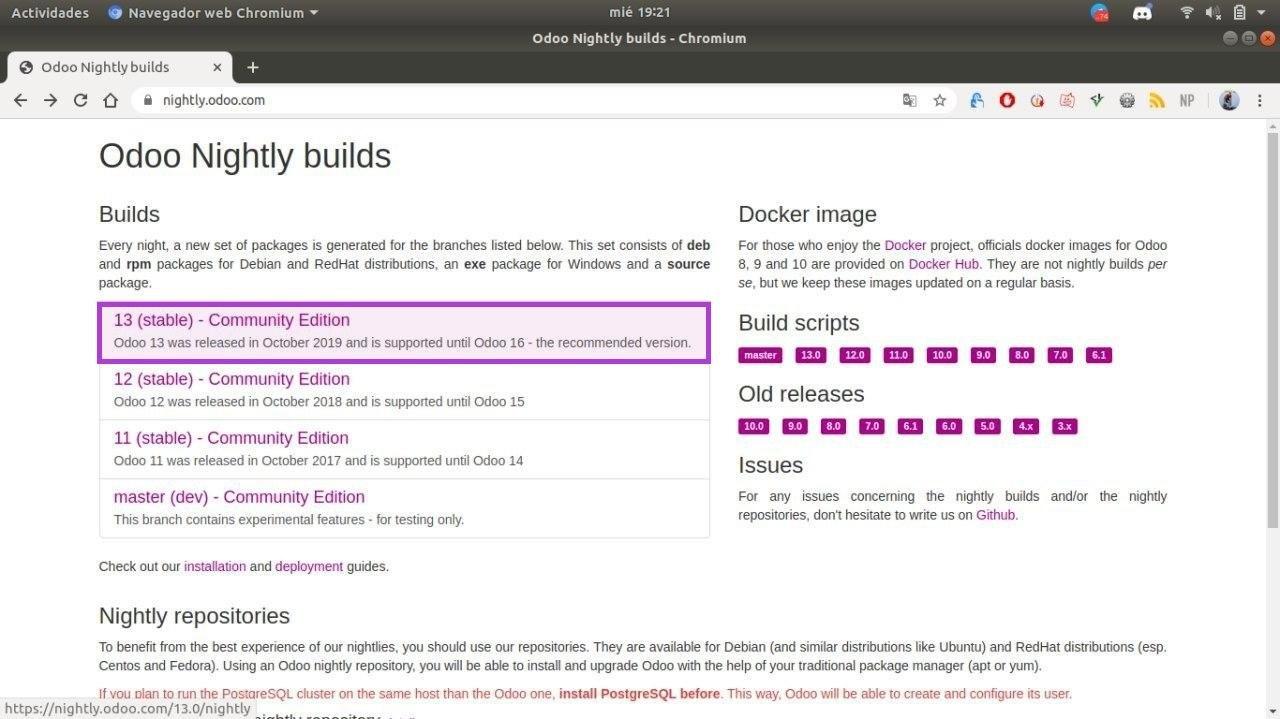 Actividades Navegador web Chromium mié 19:21
Odoo Nightly builds - Chromium
Odoo Nightly builds
nightly.odoo.com NP
Odoo Nightly builds
Builds
Every night, a new set of packages is generated for the branches listed below. This set consists of deb
and rpm packages for Debian and RedHat distributions, an exe package for Windows and a source
package.
13 (stable) - Community Edition
Odoo 13 was released in October 2019 and is supported until Odoo 16 - the recommended version.
12 (stable) - Community Edition
Odoo 12 was released in October 2018 and is supported until Odoo 15
11 (stable) - Community Edition
Odoo 11 was released in October 2017 and is supported until Odoo 14
master (dev) - Community Edition
This branch contains experimental features - for testing only.
Check out our installation and deployment guides.
Docker image
For those who enjoy the Docker project, officials docker images for Odoo
8, 9 and 10 are provided on Docker Hub. They are not nightly builds per
se, but we keep these images updated on a regular basis.
Build scripts
master 13.0 12.0 11.0 10.0 9.0 8.0 7.0 6.1
Old releases
10.0 9.0 8.0 7.0 6.1 6.0 5.0 4.x 3.x
Issues
For any issues concerning the nightly builds and/or the nightly
repositories, don't hesitate to write us on Github.
Nightly repositories
To benefit from the best experience of our nightlies, you should use our repositories. They are available for Debian (and similar distributions like Ubuntu) and RedHat distributions (esp.
Centos and Fedora). Using an Odoo nightly repository, you will be able to install and upgrade Odoo with the help of your traditional package manager (apt or yum).
If you plan to run the PostgreSQL cluster on the same host than the Odoo one, install PostgreSQL before. This way, Odoo will be able to create and configure its user.
https://nightly.odoo.com/13.0/nightly